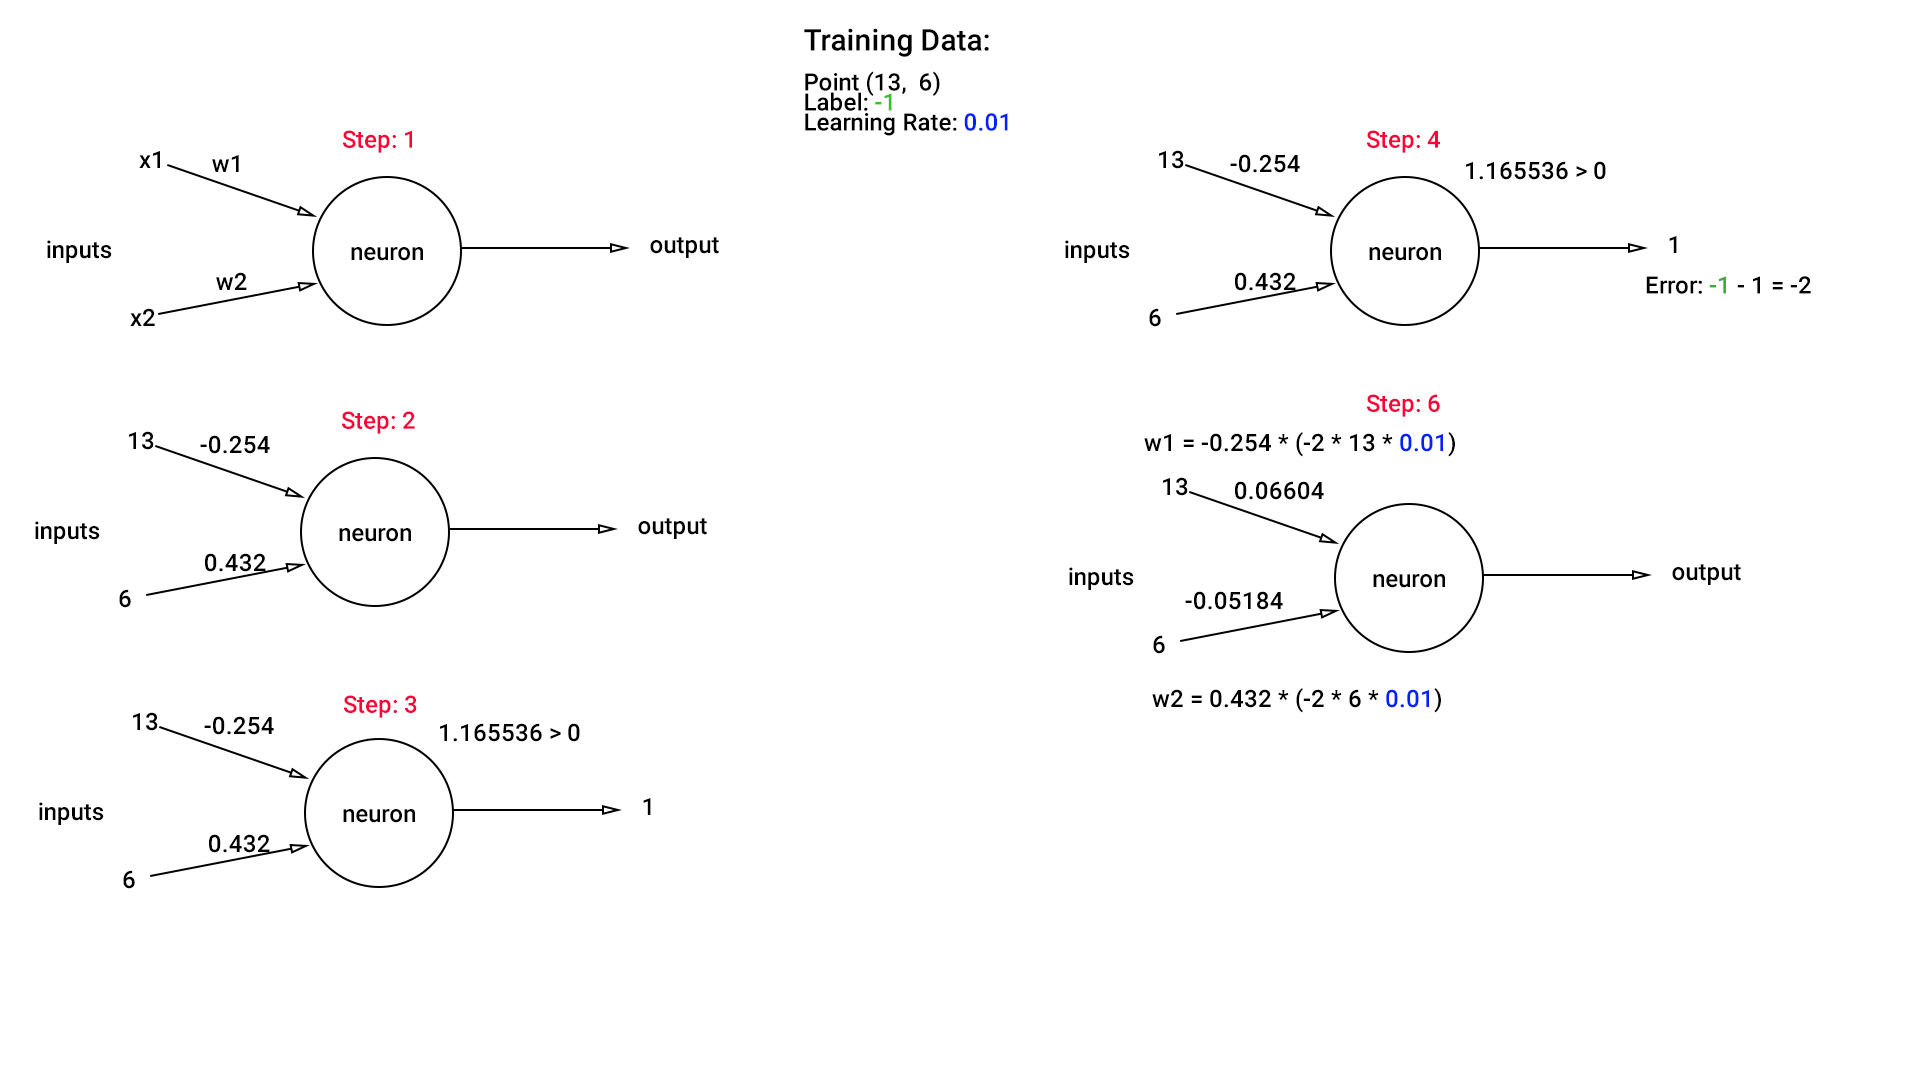 Training Data:
Point (13,  6)
Label: -1
Learning Rate: 0.01
Step: 1
x1
w1
inputs
neuron
output
w2
x2
Step: 2
13
-0.254
inputs
neuron
output
0.432
6
Step: 3
13
-0.254
1.165536 > 0
inputs
neuron
1
0.432
6
Step: 4
13
-0.254
1.165536 > 0
inputs
neuron
1
0.432
Error: -1 - 1 = -2
6
Step: 6
w1 = -0.254 * (-2 * 13 * 0.01)
13
0.06604
inputs
neuron
output
-0.05184
6
w2 = 0.432 * (-2 * 6 * 0.01)